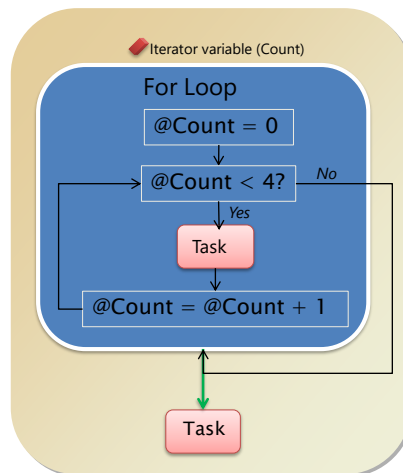 Iterator variable (Count)
For Loop
@Count = 0
@Count < 4?
No
Yes
Task
@Count = @Count + 1
Task